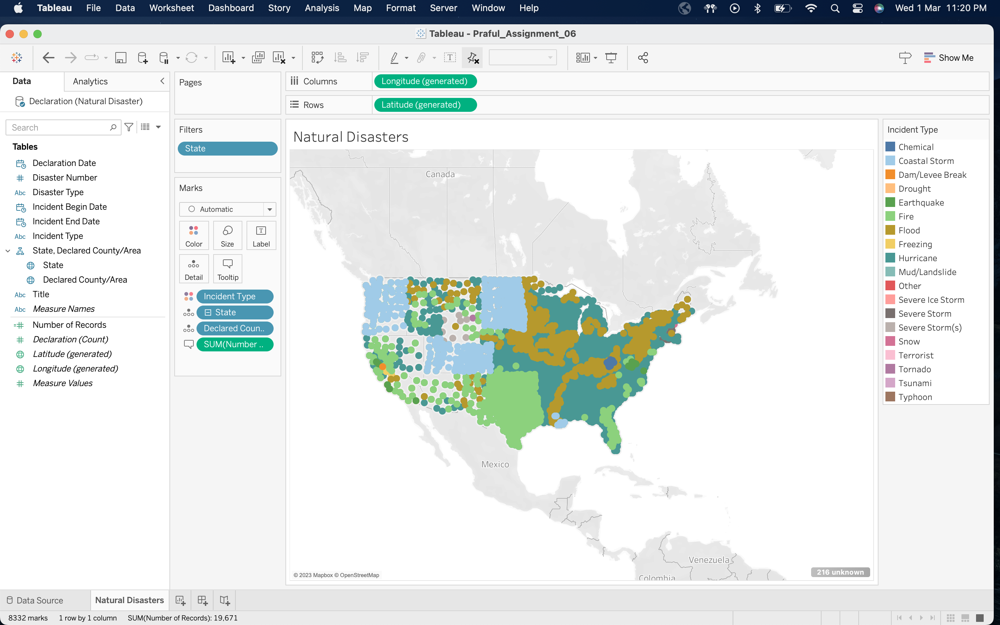 Tableau File Data Worksheet Dashboard Story Analysis Map Format Server Window Help Wed 1 Mar 11:20 PM
Tableau - Praful_Assignment_06
T Show Me
Data Analytics
Declaration (Natural Disaster)
Search
Tables
Declaration Date
# Disaster Number
Abc Disaster Type
Incident Begin Date
Incident End Date
Abc Incident Type
State, Declared County/Area
State
Declared County/Area
Abc Title
Abc Measure Names
=# Number of Records
# Declaration (Count)
Latitude (generated)
Longitude (generated)
# Measure Values
Pages
Filters
State
Marks
Automatic
Color Size Label
Detail Tooltip
Incident Type
State
Declared Coun..
SUM(Number ..
Columns Longitude (generated)
Rows Latitude (generated)
Natural Disasters
Canada
Mexico
Venezuela
Colombia
© 2023 Mapbox © OpenStreetMap
216 unknown
Incident Type
Chemical
Coastal Storm
Dam/Levee Break
Drought
Earthquake
Fire
Flood
Freezing
Hurricane
Mud/Landslide
Other
Severe Ice Storm
Severe Storm
Severe Storm(s)
Snow
Terrorist
Tornado
Tsunami
Typhoon
Data Source Natural Disasters
8332 marks 1 row by 1 column SUM(Number of Records): 19,671